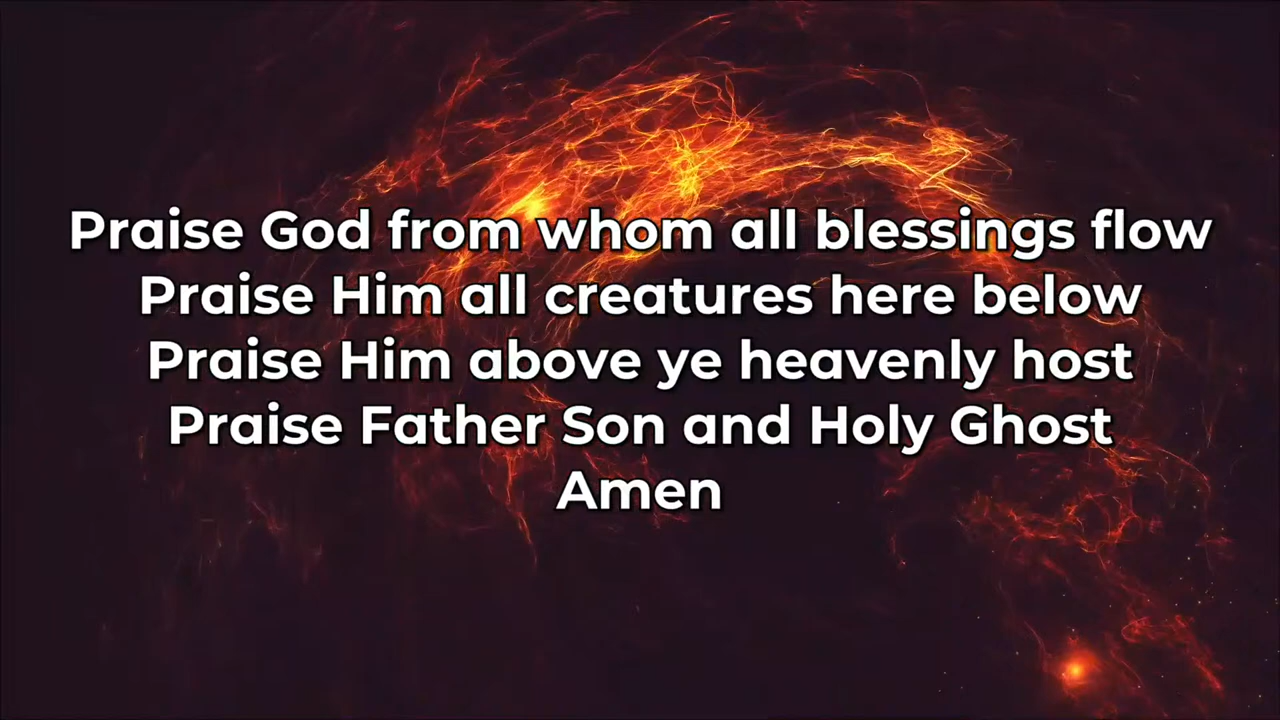 Praise God from whom all blessings flow
Praise Him all creatures here below
Praise Him above ye heavenly host
Praise Father Son and Holy Ghost
Amen